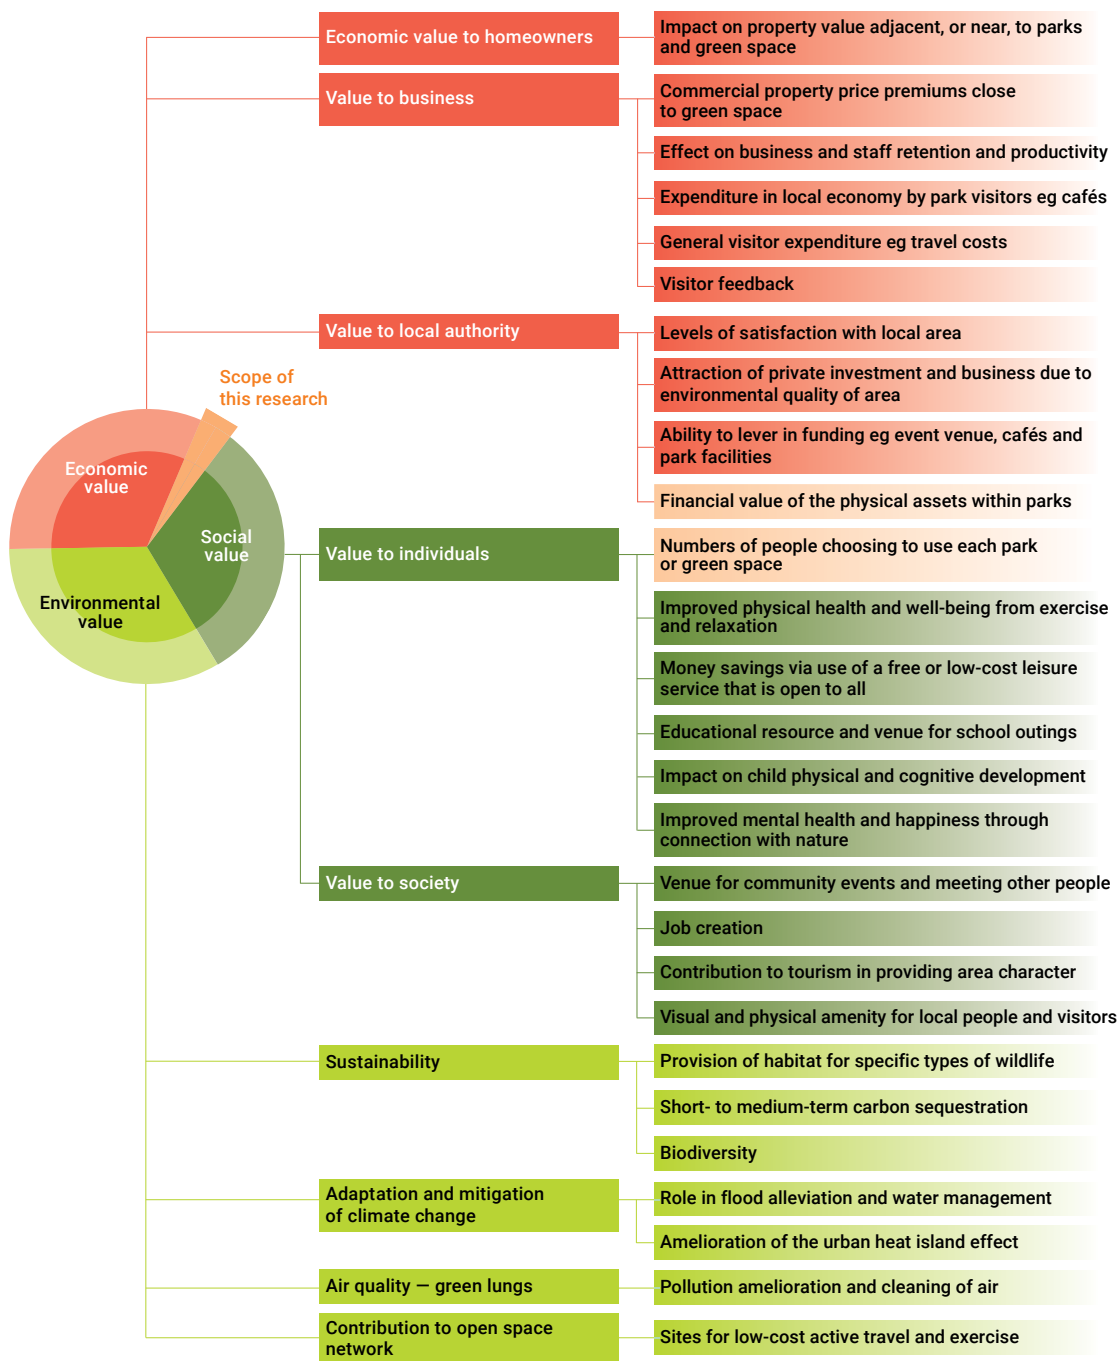 Economic value to homeowners
Impact on property value adjacent, or near, to parks
and green space
Value to business
Commercial property price premiums close
to green space
Effect on business and staff retention and productivity
Expenditure in local economy by park visitors eg cafés
General visitor expenditure eg travel costs
Visitor feedback
Value to local authority
Levels of satisfaction with local area
Attraction of private investment and business due to
environmental quality of area
Ability to lever in funding eg event venue, cafés and
park facilities
Financial value of the physical assets within parks
Scope of
this research
Economic
value
Social
value
Environmental
value
Value to individuals
Numbers of people choosing to use each park
or green space
Improved physical health and well-being from exercise
and relaxation
Money savings via use of a free or low-cost leisure
service that is open to all
Educational resource and venue for school outings
Impact on child physical and cognitive development
Improved mental health and happiness through
connection with nature
Value to society
Venue for community events and meeting other people
Job creation
Contribution to tourism in providing area character
Visual and physical amenity for local people and visitors
Sustainability
Provision of habitat for specific types of wildlife
Short- to medium-term carbon sequestration
Biodiversity
Adaptation and mitigation
of climate change
Role in flood alleviation and water management
Amelioration of the urban heat island effect
Air quality — green lungs
Pollution amelioration and cleaning of air
Contribution to open space
network
Sites for low-cost active travel and exercise